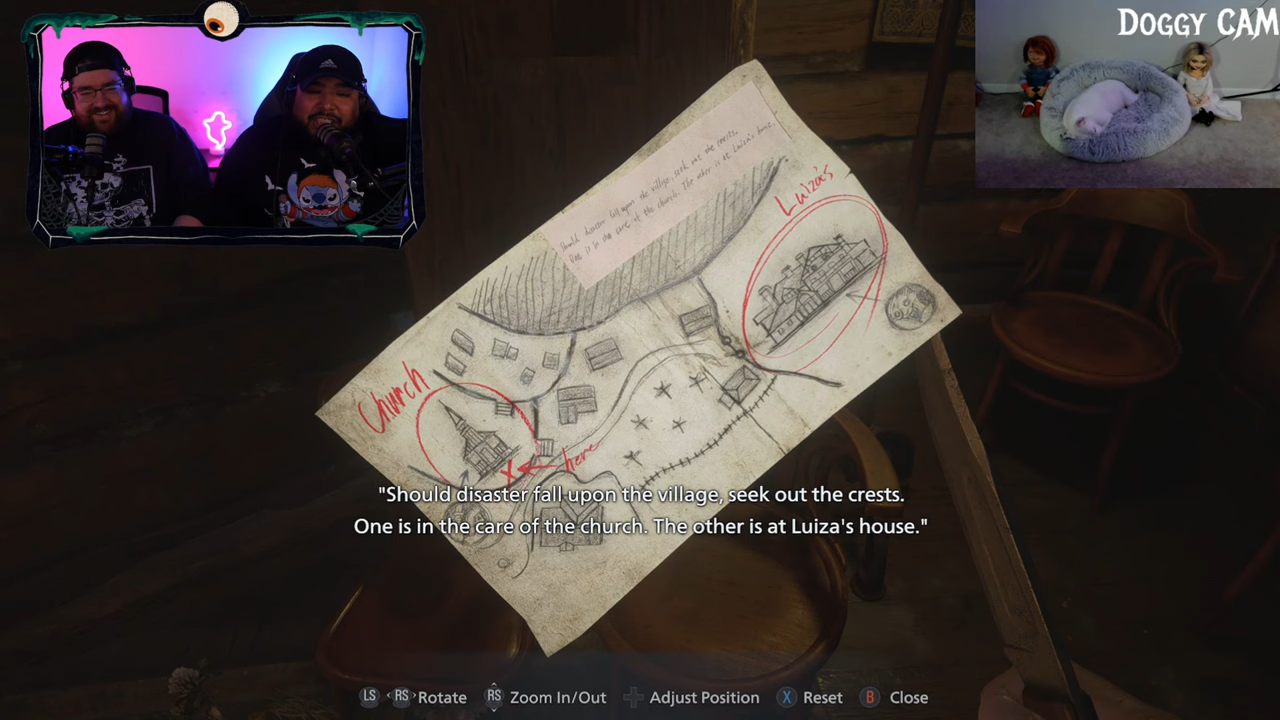 Doggy CAM
Should disaster fall upon the village, seek out the crests.
One is in the care of the church. The other is at Luiza's house.
Luiza's
Church
here
"Should disaster fall upon the village, seek out the crests.
One is in the care of the church. The other is at Luiza's house."
LS RS Rotate RS Zoom In/Out Adjust Position X Reset B Close